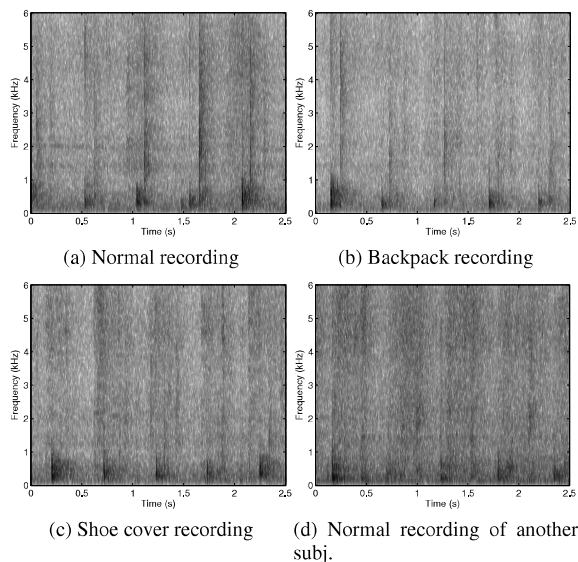 6
5
4
3
2
1
0
Frequency (kHz)
0 0.5 1 1.5 2 2.5
Time (s)
(a) Normal recording
6
5
4
3
2
1
0
Frequency (kHz)
0 0.5 1 1.5 2 2.5
Time (s)
(b) Backpack recording
6
5
4
3
2
1
0
Frequency (kHz)
0 0.5 1 1.5 2 2.5
Time (s)
(c) Shoe cover recording
6
5
4
3
2
1
0
Frequency (kHz)
0 0.5 1 1.5 2 2.5
Time (s)
(d) Normal recording of another
subj.